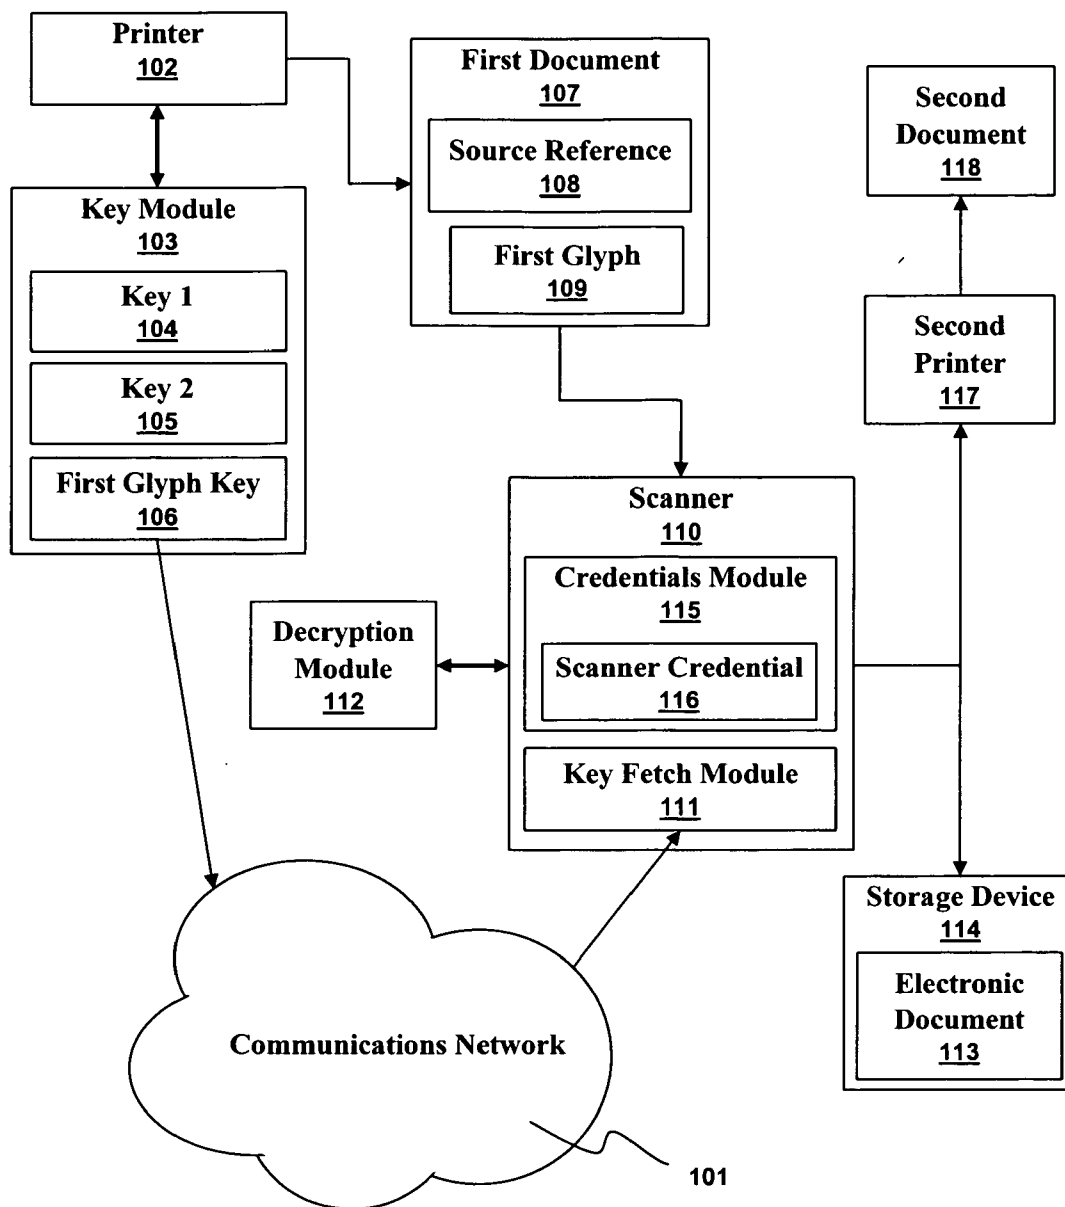 Printer
102
First Document
107
Source Reference
108
First Glyph
109
Second
Document
118
Key Module
103
Key 1
104
Key 2
105
First Glyph Key
106
Second
Printer
117
Scanner
110
Credentials Module
115
Scanner Credential
116
Key Fetch Module
111
Decryption
Module
112
Storage Device
114
Electronic
Document
113
Communications Network
101